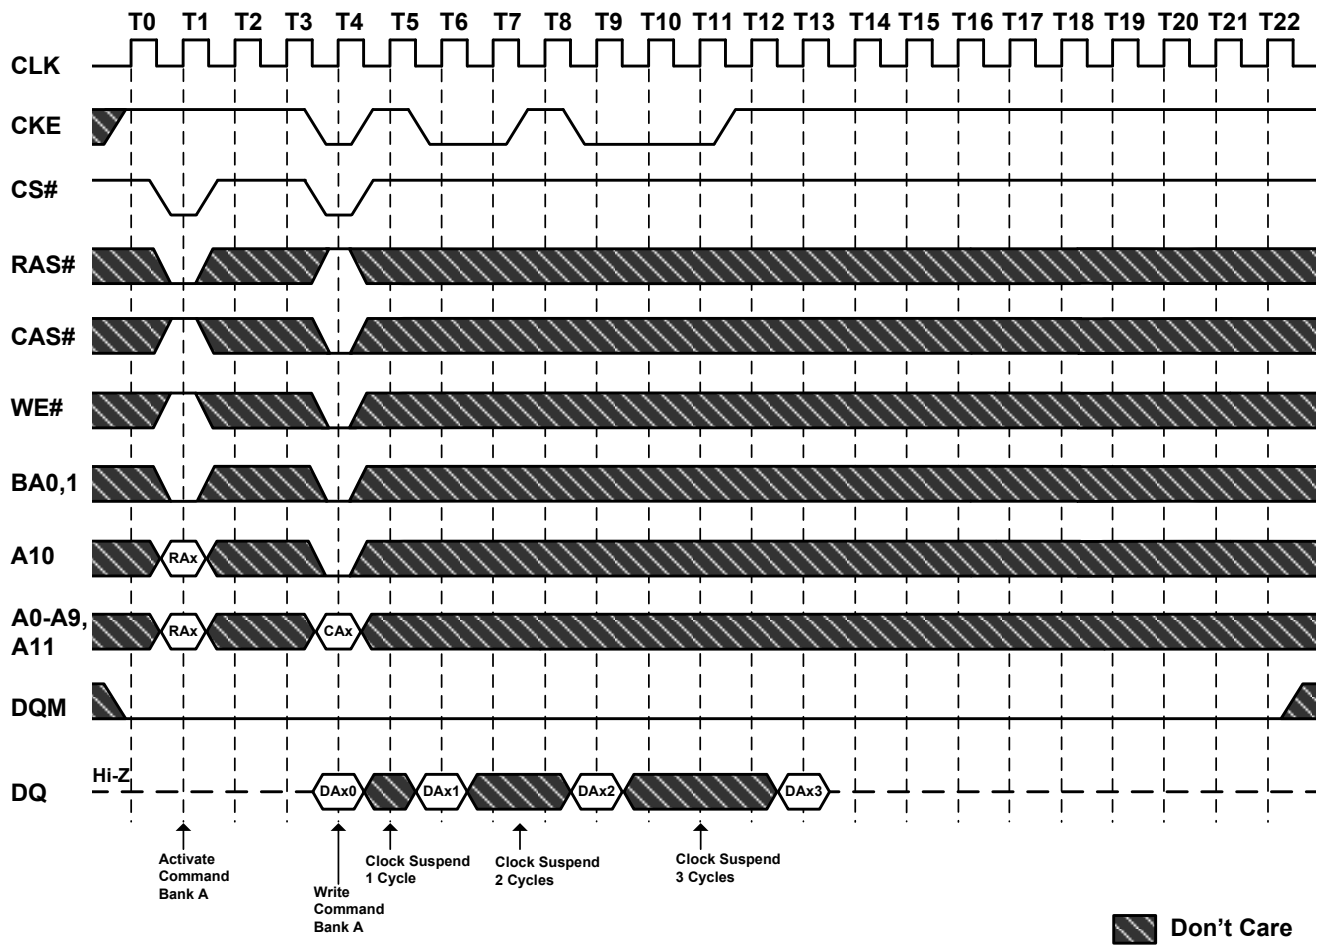 T0 T1 T2 T3 T4 T5 T6 T7 T8 T9 T10 T11 T12 T13 T14 T15 T16 T17 T18 T19 T20 T21 T22
CLK
CKE
CS#
RAS#
CAS#
WE#
BA0,1
A10 RAx
A0-A9,
A11 RAx CAx
DQM
Hi-Z
DQ DAx0 DAx1 DAx2 DAx3
Activate
Command
Bank A
Write
Command
Bank A
Clock Suspend
1 Cycle
Clock Suspend
2 Cycles
Clock Suspend
3 Cycles
Don't Care